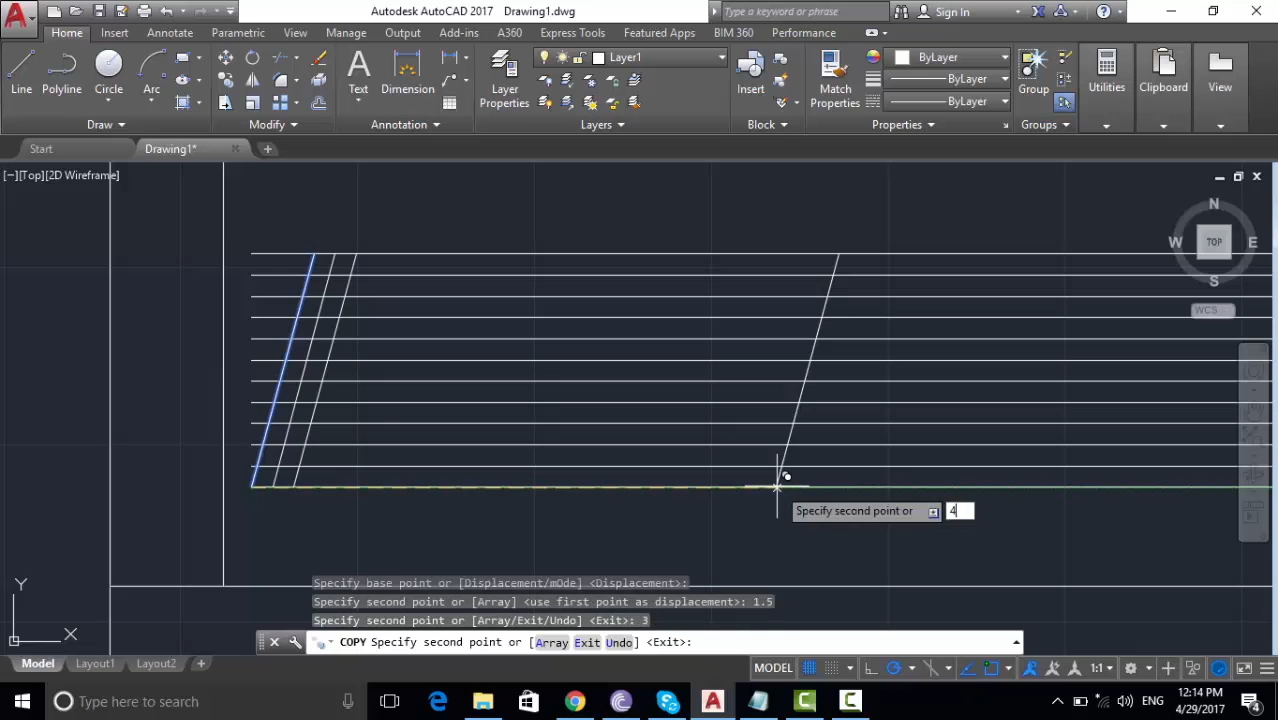 Autodesk AutoCAD 2017 Drawing1.dwg
Type a keyword or phrase
Sign In
Home Insert Annotate Parametric View Manage Output Add-ins A360 Express Tools Featured Apps BIM 360 Performance
Line Polyline Circle Arc
Text Dimension
Layer Properties
Layer1
Insert
Match Properties
ByLayer
ByLayer
ByLayer
Group
Utilities
Clipboard
View
Draw Modify Annotation Layers Block Properties Groups
Start Drawing1*
[−][Top][2D Wireframe]
N
W TOP E
S
WCS
Specify second point or 4
Y
X
Specify base point or [Displacement/mOde] <Displacement>:
Specify second point or [Array] <use first point as displacement>: 1.5
Specify second point or [Array/Exit/Undo] <Exit>: 3
COPY Specify second point or [Array Exit Undo] <Exit>:
Model Layout1 Layout2
MODEL 1:1
Type here to search
ENG
12:14 PM
4/29/2017
4